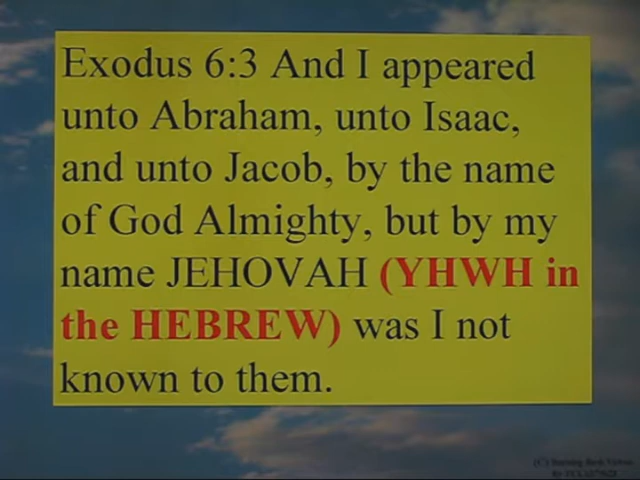 Exodus 6:3 And I appeared
unto Abraham, unto Isaac,
and unto Jacob, by the name
of God Almighty, but by my
name JEHOVAH (YHWH in
the HEBREW) was I not
known to them.
(C)